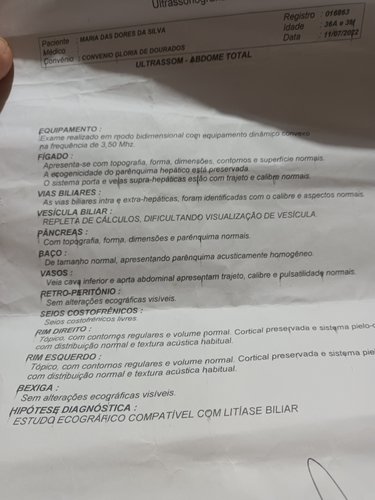 Ultrassonogra
Paciente : MARIA DAS DORES DA SILVA
Registro : 016863
Médico :
Idade : 36A e 3M
Convênio : CONVENIO GLORIA DE DOURADOS
Data : 11/07/2022
ULTRASSOM - ABDOME TOTAL
EQUIPAMENTO :
Exame realizado em modo bidimensional com equipamento dinâmico convexo
na frequência de 3,50 Mhz.
FÍGADO :
Apresenta-se com topografia, forma, dimensões, contornos e superfície normais.
A ecogenicidade do parênquima hepático está preservada.
O sistema porta e veias supra-hepáticas estão com trajeto e calibre normais.
VIAS BILIARES :
As vias biliares intra e extra-hepáticas, foram identificadas com o calibre e aspectos normais.
VESÍCULA BILIAR :
REPLETA DE CÁLCULOS, DIFICULTANDO VISUALIZAÇÃO DE VESÍCULA.
PÂNCREAS :
Com topografia, forma, dimensões e parênquima normais.
BAÇO :
De tamanho normal, apresentando parênquima acusticamente homogêneo.
VASOS :
Veia cava inferior e aorta abdominal apresentam trajeto, calibre e pulsatilidade normais.
RETRO-PERITÔNIO :
Sem alterações ecográficas visíveis.
SEIOS COSTOFRÊNICOS :
Seios costofrênicos livres.
RIM DIREITO :
Tópico, com contornos regulares e volume normal. Cortical preservada e sistema pielo-c
com distribuição normal e textura acústica habitual.
RIM ESQUERDO :
Tópico, com contornos regulares e volume normal. Cortical preservada e sistema piel
com distribuição normal e textura acústica habitual.
BEXIGA :
Sem alterações ecográficas visíveis.
HIPÓTESE DIAGNÓSTICA :
ESTUDO ECOGRÁFICO COMPATÍVEL COM LITÍASE BILIAR